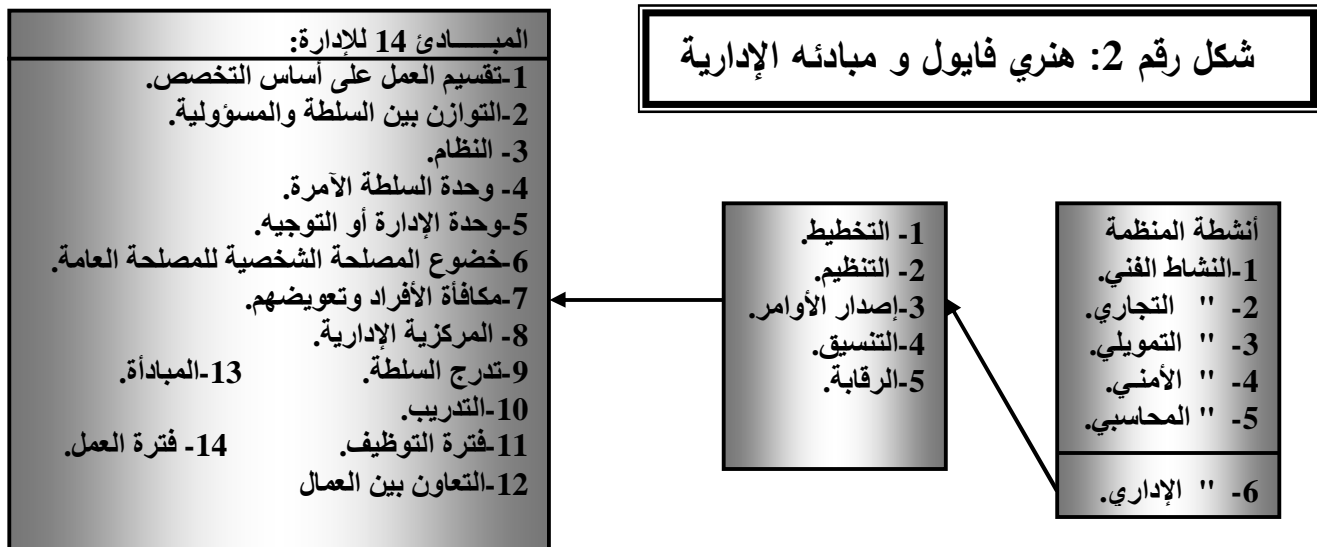 شكل رقم 2: هنري فايول و مبادئه الإدارية
أنشطة المنظمة
1-النشاط الفني.
2- " التجاري.
3- " التمويلي.
4- " الأمني.
5- " المحاسبي.
6- " الإداري.
1- التخطيط.
2- التنظيم.
3-إصدار الأوامر.
4-التنسيق.
5-الرقابة.
المبــــــادئ 14 للإدارة:
1-تقسيم العمل على أساس التخصص.
2-التوازن بين السلطة والمسؤولية.
3- النظام.
4- وحدة السلطة الآمرة.
5-وحدة الإدارة أو التوجيه.
6-خضوع المصلحة الشخصية للمصلحة العامة.
7-مكافأة الأفراد وتعويضهم.
8- المركزية الإدارية.
9-تدرج السلطة. 13-المبادأة.
10-التدريب.
11-فترة التوظيف. 14- فترة العمل.
12-التعاون بين العمال